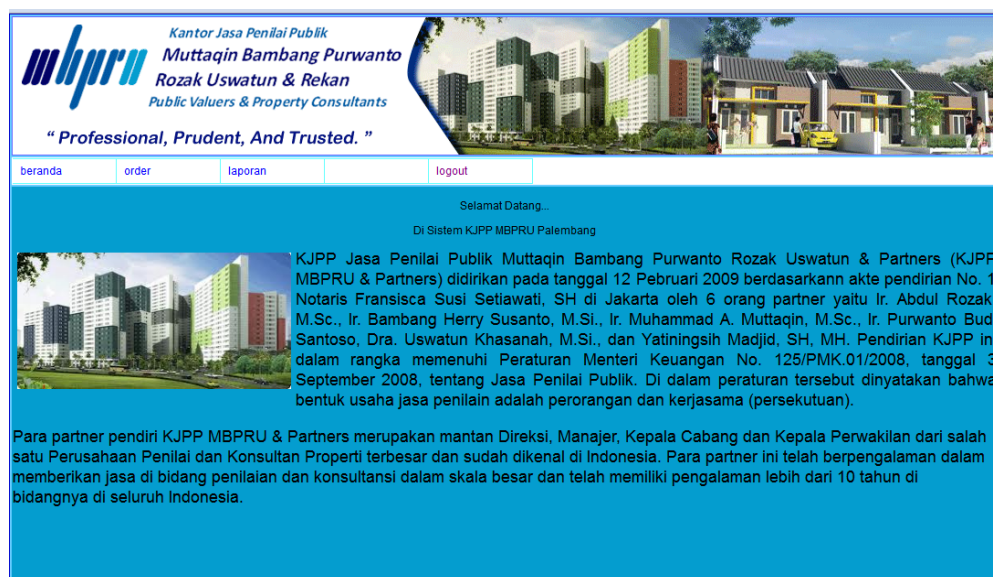 mbpru
Kantor Jasa Penilai Publik
Muttaqin Bambang Purwanto
Rozak Uswatun & Rekan
Public Valuers & Property Consultants
“ Professional, Prudent, And Trusted. ”
beranda order laporan logout
Selamat Datang...
Di Sistem KJPP MBPRU Palembang
KJPP Jasa Penilai Publik Muttaqin Bambang Purwanto Rozak Uswatun & Partners (KJPP
MBPRU & Partners) didirikan pada tanggal 12 Pebruari 2009 berdasarkann akte pendirian No. 1
Notaris Fransisca Susi Setiawati, SH di Jakarta oleh 6 orang partner yaitu Ir. Abdul Rozak,
M.Sc., Ir. Bambang Herry Susanto, M.Si., Ir. Muhammad A. Muttaqin, M.Sc., Ir. Purwanto Budi
Santoso, Dra. Uswatun Khasanah, M.Si., dan Yatiningsih Madjid, SH, MH. Pendirian KJPP ini
dalam rangka memenuhi Peraturan Menteri Keuangan No. 125/PMK.01/2008, tanggal 3
September 2008, tentang Jasa Penilai Publik. Di dalam peraturan tersebut dinyatakan bahwa
bentuk usaha jasa penilain adalah perorangan dan kerjasama (persekutuan).
Para partner pendiri KJPP MBPRU & Partners merupakan mantan Direksi, Manajer, Kepala Cabang dan Kepala Perwakilan dari salah
satu Perusahaan Penilai dan Konsultan Properti terbesar dan sudah dikenal di Indonesia. Para partner ini telah berpengalaman dalam
memberikan jasa di bidang penilaian dan konsultansi dalam skala besar dan telah memiliki pengalaman lebih dari 10 tahun di
bidangnya di seluruh Indonesia.